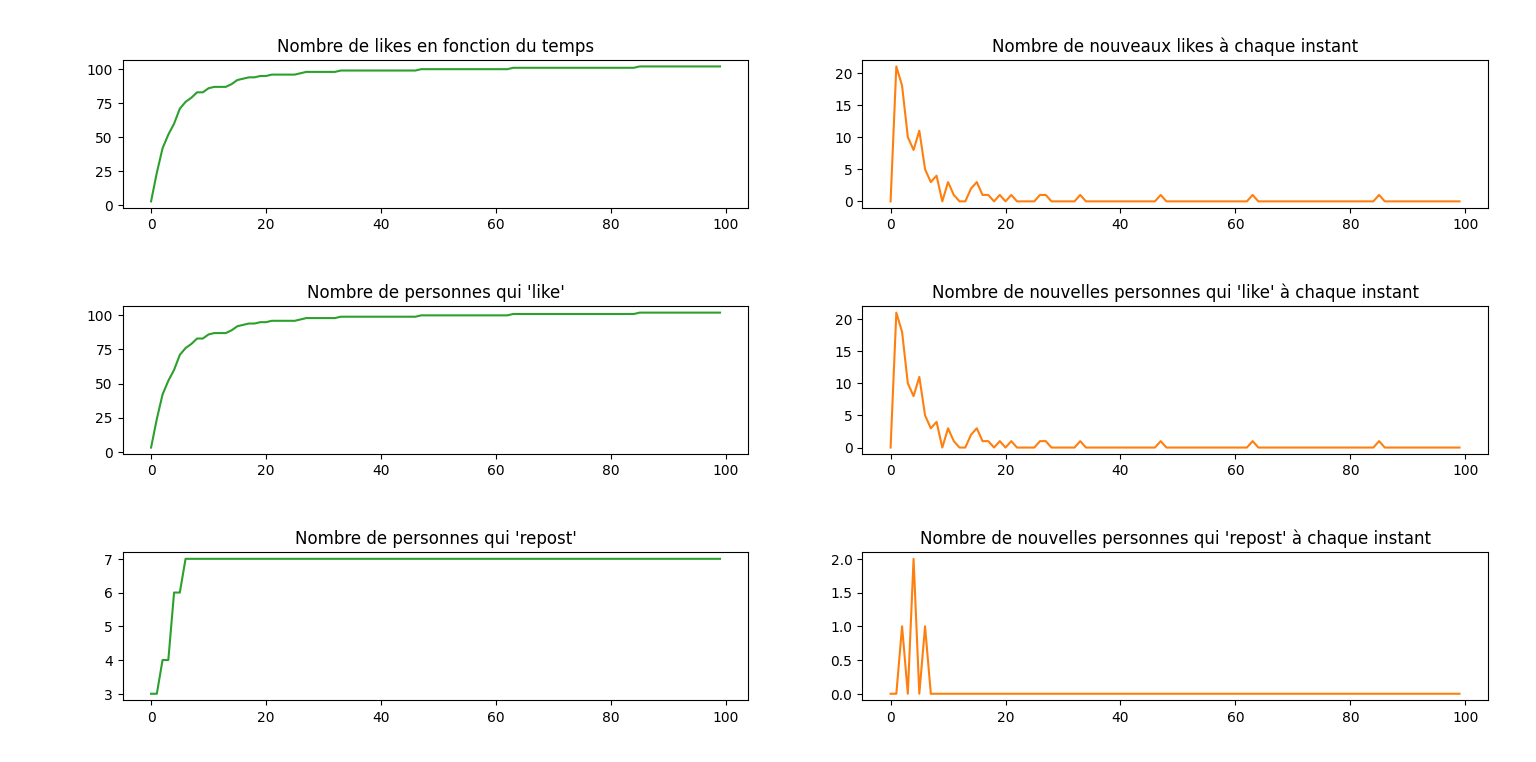 Nombre de likes en fonction du temps
100
75
50
25
0
0 20 40 60 80 100
Nombre de nouveaux likes à chaque instant
20
15
10
5
0
0 20 40 60 80 100
Nombre de personnes qui 'like'
100
75
50
25
0
0 20 40 60 80 100
Nombre de nouvelles personnes qui 'like' à chaque instant
20
15
10
5
0
0 20 40 60 80 100
Nombre de personnes qui 'repost'
7
6
5
4
3
0 20 40 60 80 100
Nombre de nouvelles personnes qui 'repost' à chaque instant
2.0
1.5
1.0
0.5
0.0
0 20 40 60 80 100